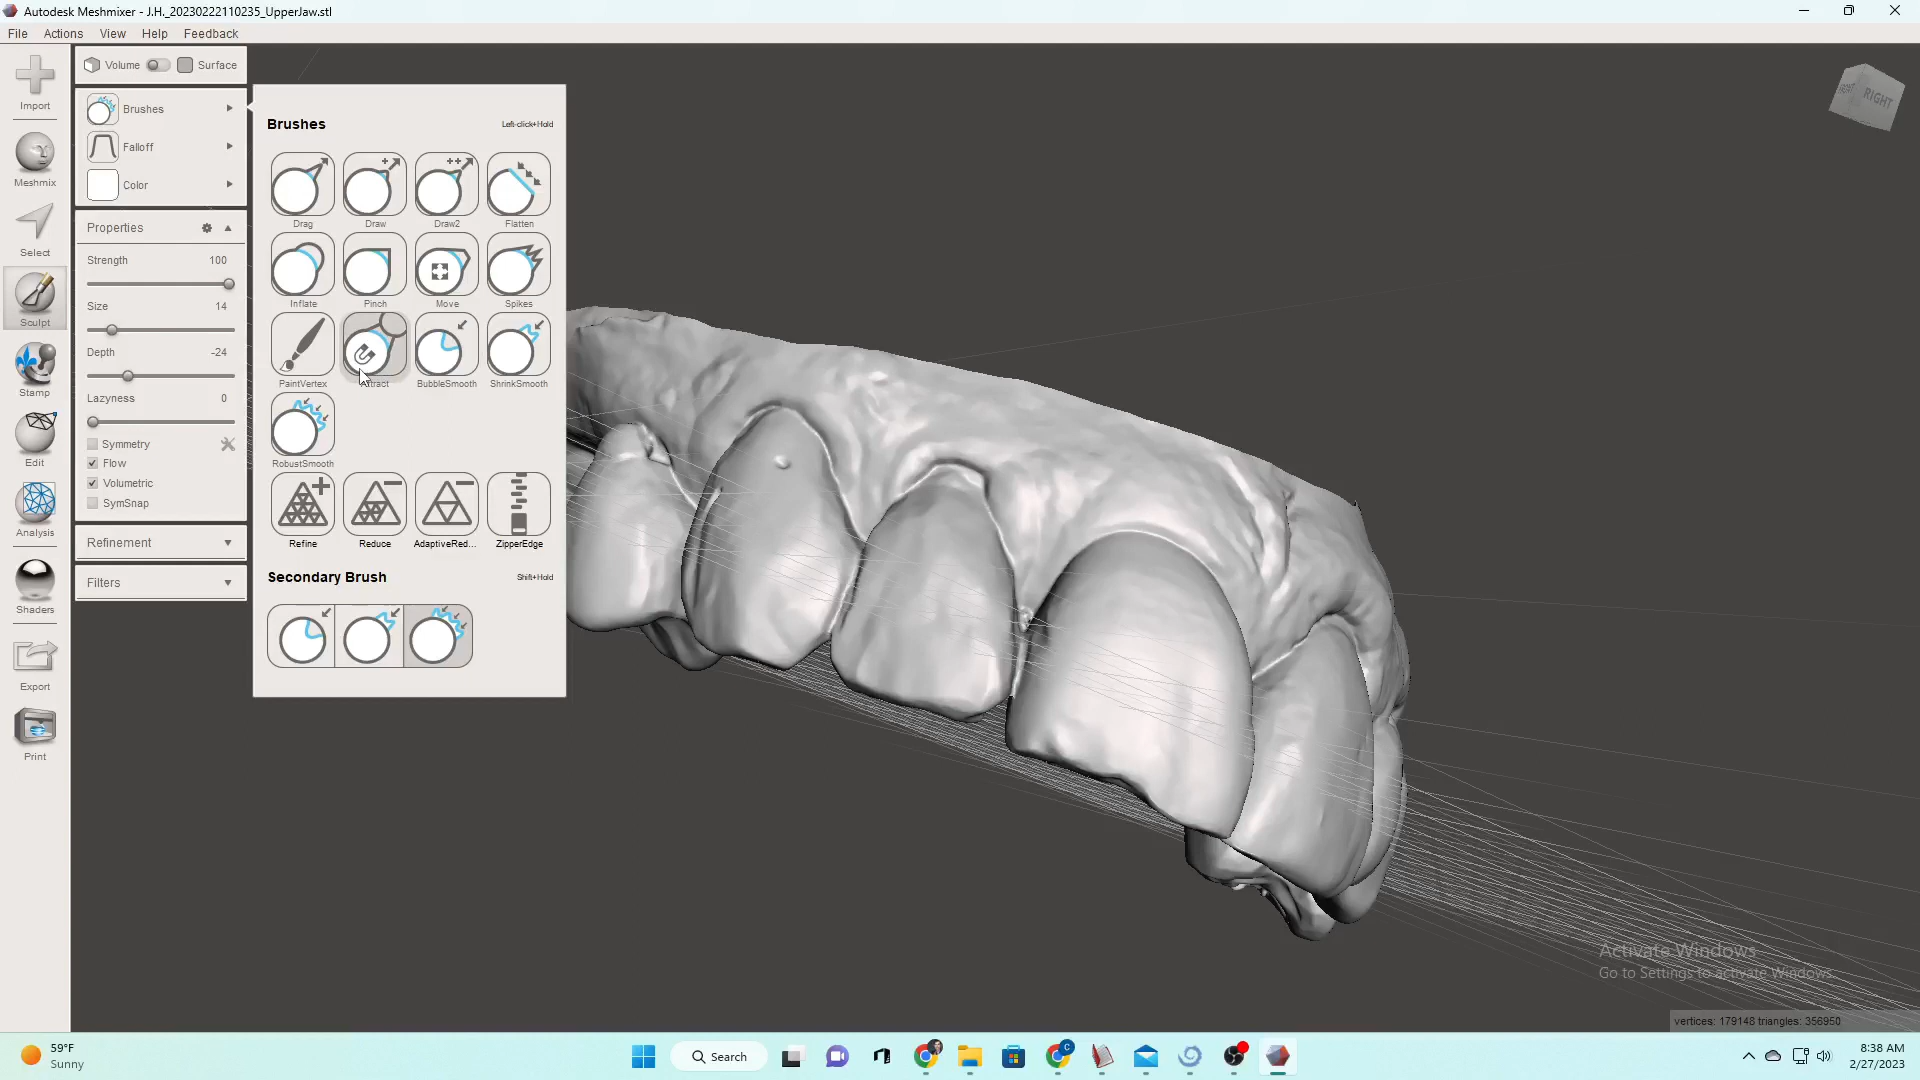 Autodesk Meshmixer - J.H._20230222110235_UpperJaw.stl
File Actions View Help Feedback
Import
Meshmix
Select
Sculpt
Stamp
Edit
Analysis
Shaders
Export
Print
Volume Surface
Brushes
Falloff
Color
Properties
Strength 100
Size 14
Depth -24
Lazyness 0
Symmetry
Flow
Volumetric
SymSnap
Refinement
Filters
Brushes Left-click+Hold
Drag Draw Draw2 Flatten
Inflate Pinch Move Spikes
PaintVertex BubbleSmooth ShrinkSmooth
RobustSmooth
Refine Reduce AdaptiveRed... ZipperEdge
Secondary Brush Shift+Hold
RIGHT
Activate Windows
Go to Settings to activate Windows.
vertices: 179148 triangles: 356950
59°F
Sunny
Search
8:38 AM
2/27/2023